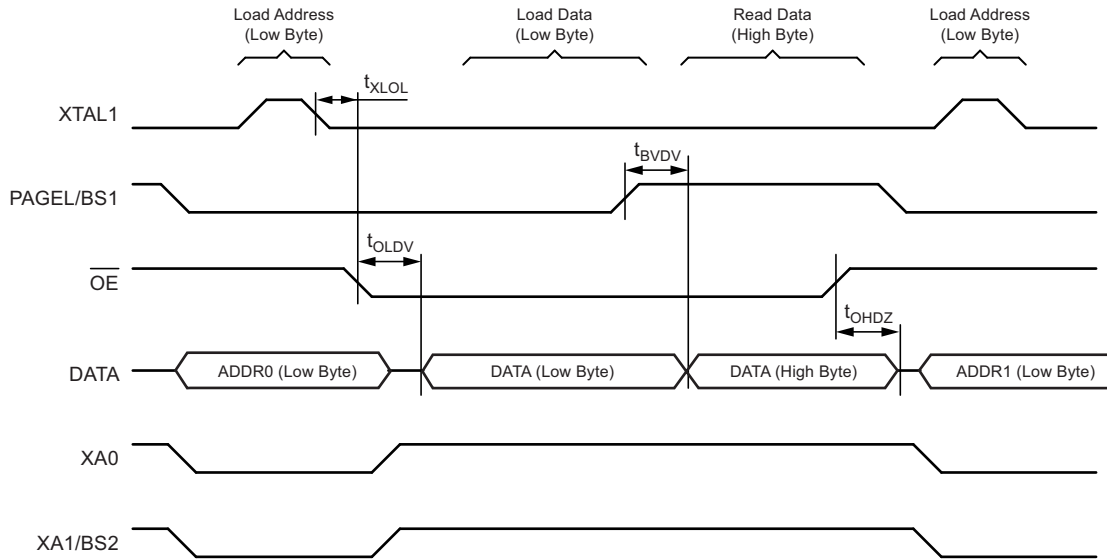 Load Address
(Low Byte)
Load Data
(Low Byte)
Read Data
(High Byte)
Load Address
(Low Byte)
tXLOL
XTAL1
tBVDV
PAGEL/BS1
tOLDV
OE
tOHDZ
DATA
ADDR0 (Low Byte)
DATA (Low Byte)
DATA (High Byte)
ADDR1 (Low Byte)
XA0
XA1/BS2